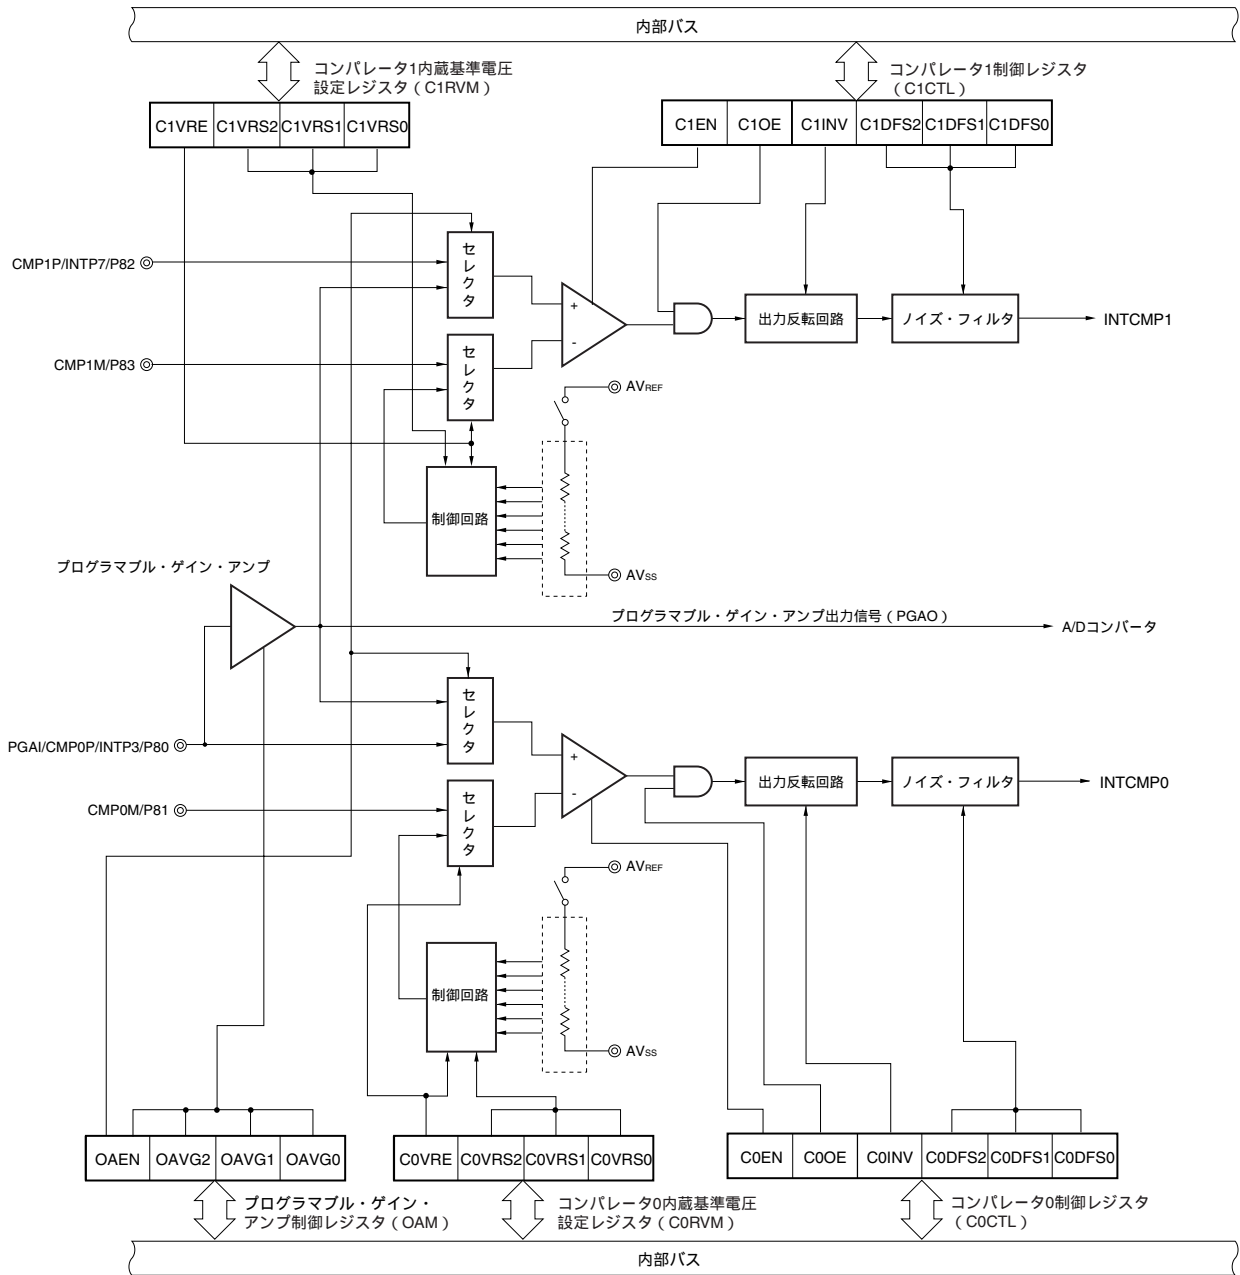 内部バス
コンパレータ1内蔵基準電圧
設定レジスタ（C1RVM）
コンパレータ1制御レジスタ
（C1CTL）
C1VRE C1VRS2 C1VRS1 C1VRS0
C1EN C1OE C1INV C1DFS2 C1DFS1 C1DFS0
CMP1P/INTP7/P82
セレクタ
+
-
出力反転回路
ノイズ・フィルタ
INTCMP1
CMP1M/P83
セレクタ
AVREF
制御回路
AVSS
プログラマブル・ゲイン・アンプ
プログラマブル・ゲイン・アンプ出力信号（PGAO）
A/Dコンバータ
セレクタ
PGAI/CMP0P/INTP3/P80
+
-
出力反転回路
ノイズ・フィルタ
INTCMP0
CMP0M/P81
セレクタ
AVREF
制御回路
AVSS
OAEN OAVG2 OAVG1 OAVG0
C0VRE C0VRS2 C0VRS1 C0VRS0
C0EN C0OE C0INV C0DFS2 C0DFS1 C0DFS0
プログラマブル・ゲイン・
アンプ制御レジスタ（OAM）
コンパレータ0内蔵基準電圧
設定レジスタ（C0RVM）
コンパレータ0制御レジスタ
（C0CTL）
内部バス